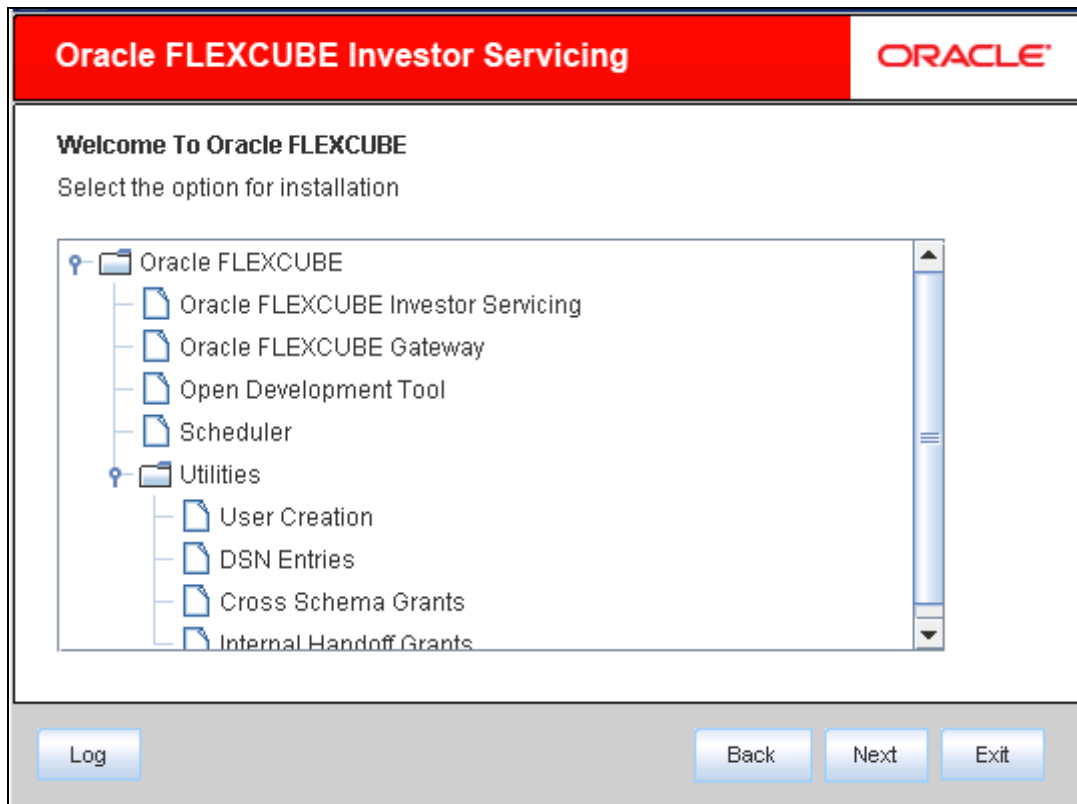 Oracle FLEXCUBE Investor Servicing
ORACLE
Welcome To Oracle FLEXCUBE
Select the option for installation
Oracle FLEXCUBE
Oracle FLEXCUBE Investor Servicing
Oracle FLEXCUBE Gateway
Open Development Tool
Scheduler
Utilities
User Creation
DSN Entries
Cross Schema Grants
Internal Handoff Grants
Log
Back
Next
Exit